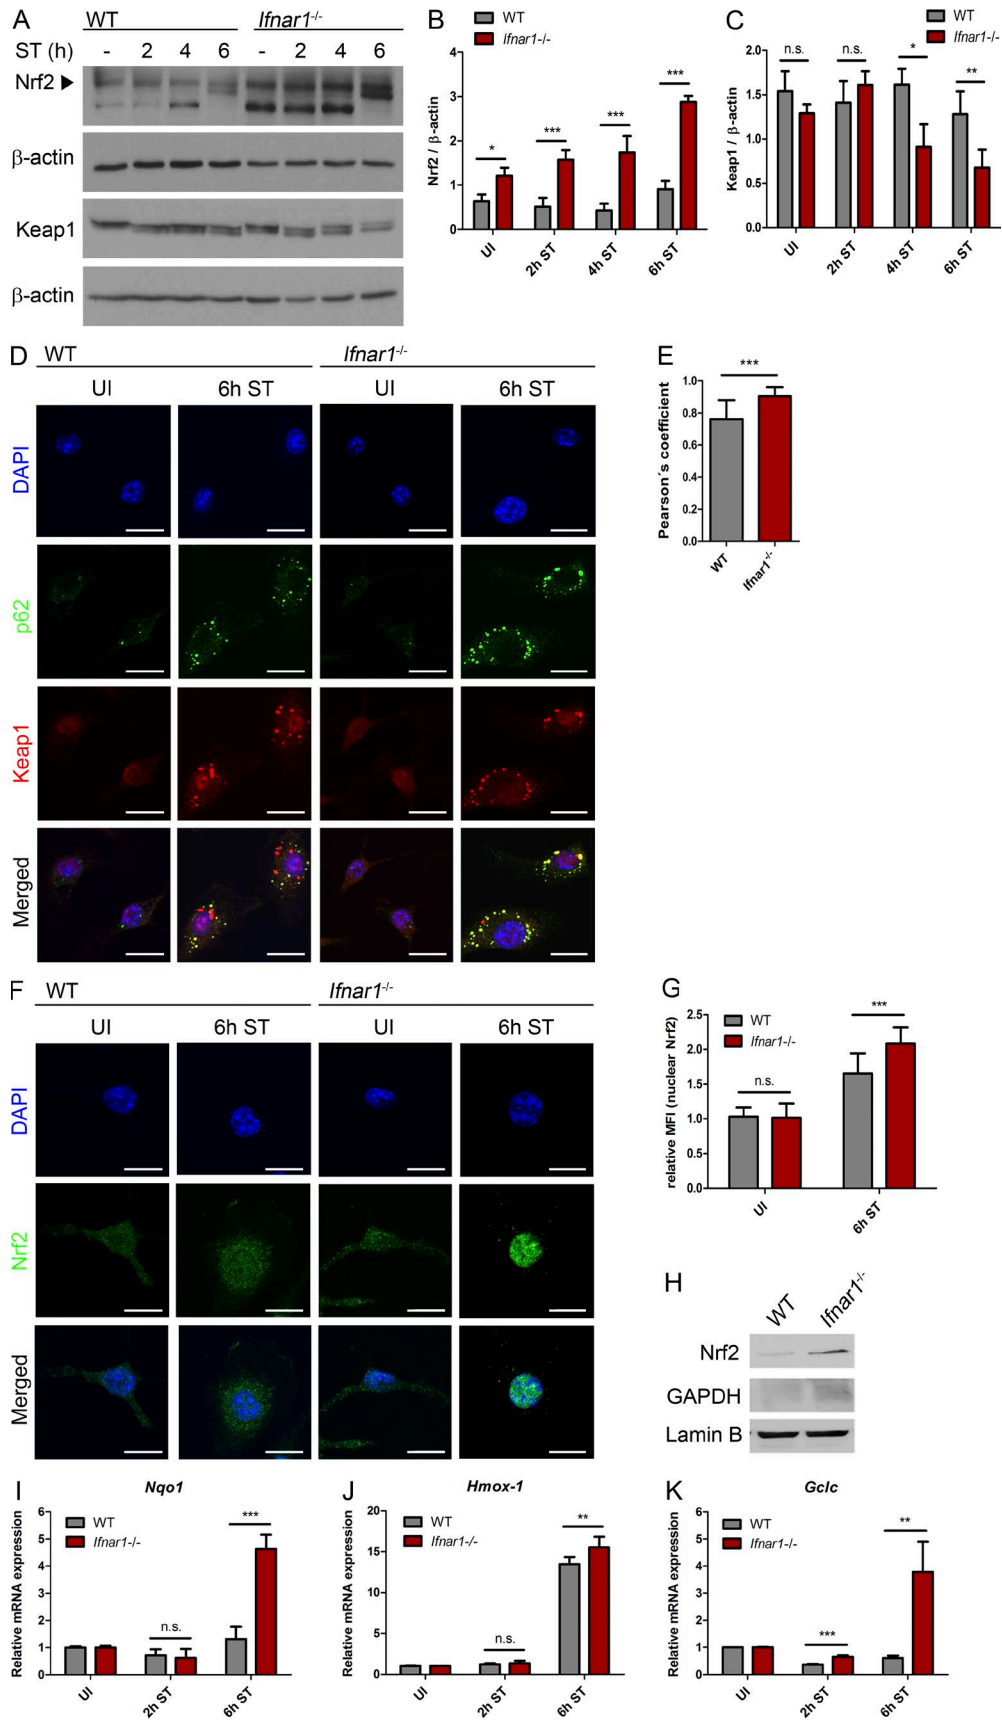 A
WT
Ifnar1-/-
ST (h)
- 2 4 6 - 2 4 6
Nrf2
β-actin
Keap1
β-actin
B
WT
Ifnar1-/-
Nrf2 / β-actin
4
3
2
1
0
*
***
***
***
UI
2h ST
4h ST
6h ST
C
WT
Ifnar1-/-
Keap1 / β-actin
2.0
1.5
1.0
0.5
0.0
n.s.
n.s.
*
**
UI
2h ST
4h ST
6h ST
D
WT
Ifnar1-/-
UI
6h ST
UI
6h ST
DAPI
p62
Keap1
Merged
E
***
Pearson´s coefficient
1.0
0.8
0.6
0.4
0.2
0.0
WT
Ifnar1-/-
F
WT
Ifnar1-/-
UI
6h ST
UI
6h ST
DAPI
Nrf2
Merged
G
WT
Ifnar1-/-
relative MFI (nuclear Nrf2)
2.5
2.0
1.5
1.0
0.5
0.0
n.s.
***
UI
6h ST
H
WT
Ifnar1-/-
Nrf2
GAPDH
Lamin B
I
Nqo1
WT
Ifnar1-/-
Relative mRNA expression
6
5
4
3
2
1
0
n.s.
***
UI
2h ST
6h ST
J
Hmox-1
WT
Ifnar1-/-
Relative mRNA expression
20
15
10
5
0
n.s.
**
UI
2h ST
6h ST
K
Gclc
WT
Ifnar1-/-
Relative mRNA expression
6
5
4
3
2
1
0
***
**
UI
2h ST
6h ST